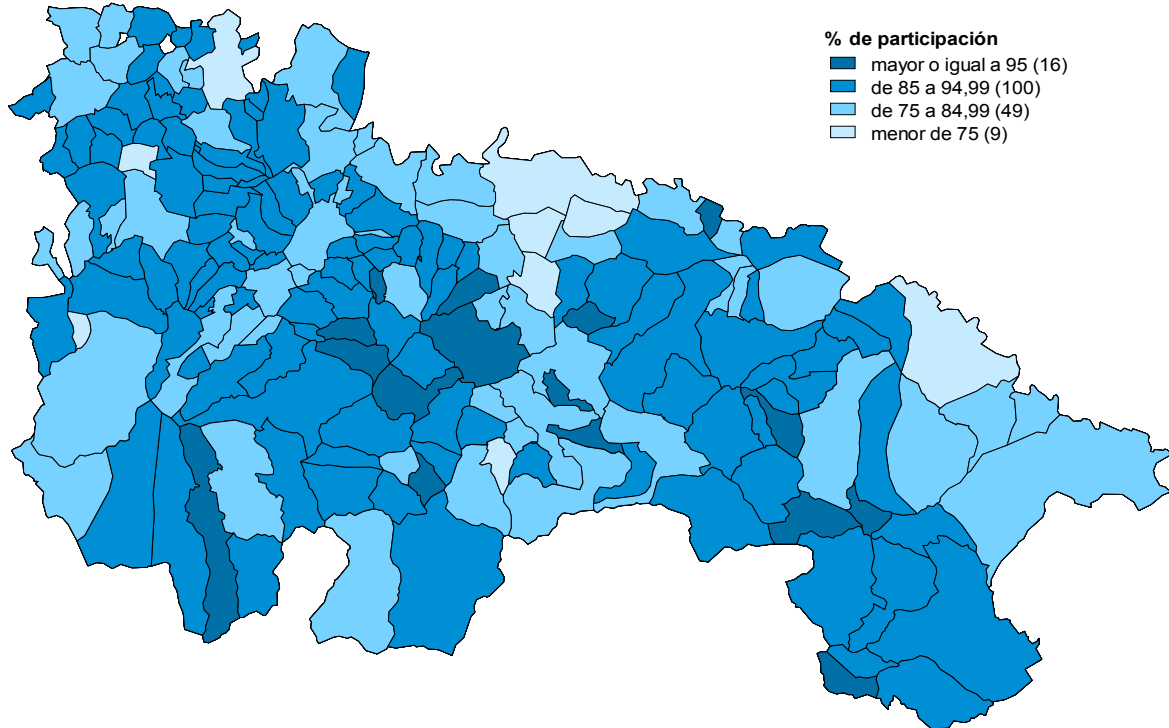 % de participación
mayor o igual a 95 (16)
de 85 a 94,99 (100)
de 75 a 84,99 (49)
menor de 75 (9)